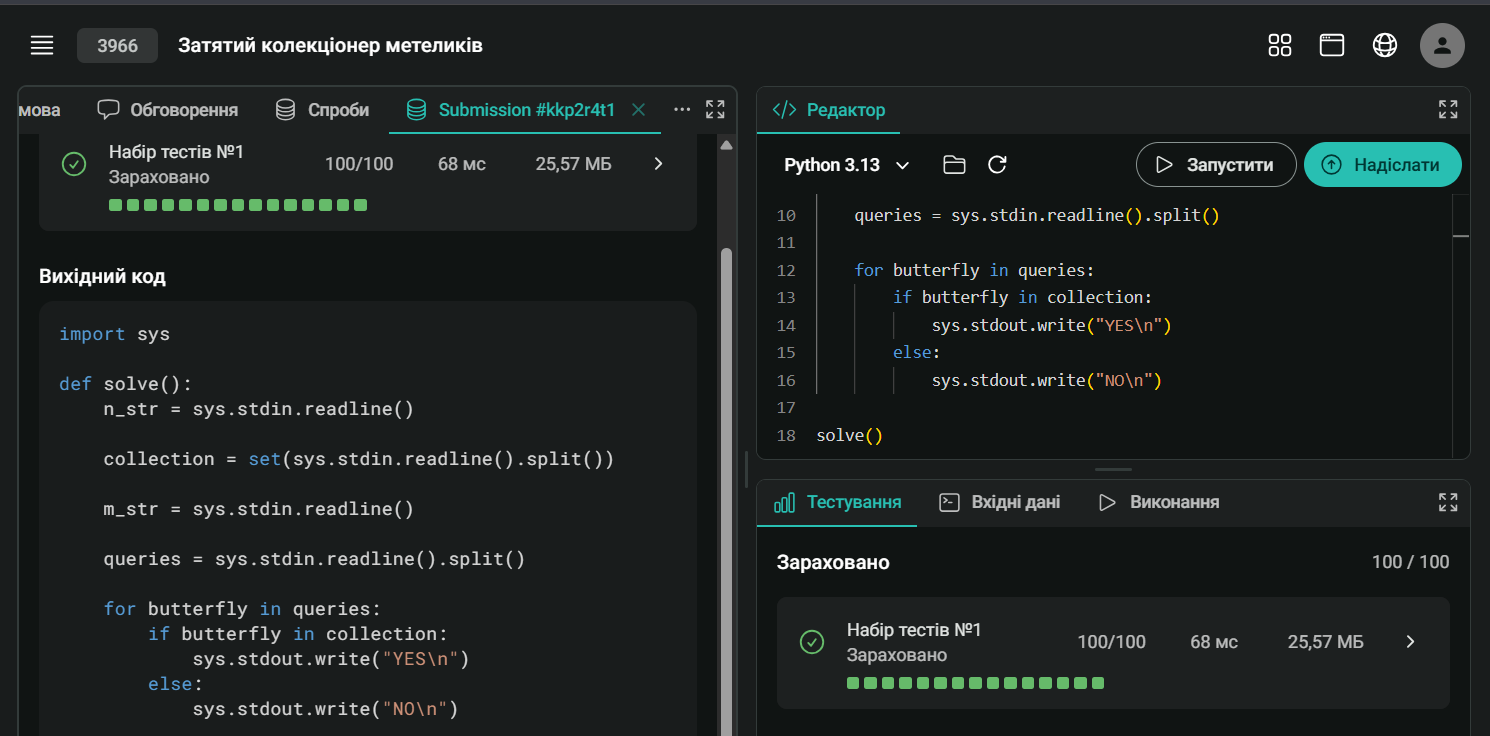 3966 Затятий колекціонер метеликів
мова Обговорення Спроби Submission #kkp2r4t1
Набір тестів №1 100/100 68 мс 25,57 МБ
Зараховано
Вихідний код
import sys
def solve():
n_str = sys.stdin.readline()
collection = set(sys.stdin.readline().split())
m_str = sys.stdin.readline()
queries = sys.stdin.readline().split()
for butterfly in queries:
if butterfly in collection:
sys.stdout.write("YES\n")
else:
sys.stdout.write("NO\n")
</> Редактор
Python 3.13 Запустити Надіслати
10 queries = sys.stdin.readline().split()
11
12 for butterfly in queries:
13 if butterfly in collection:
14 sys.stdout.write("YES\n")
15 else:
16 sys.stdout.write("NO\n")
17
18 solve()
Тестування Вхідні дані Виконання
Зараховано 100 / 100
Набір тестів №1 100/100 68 мс 25,57 МБ
Зараховано